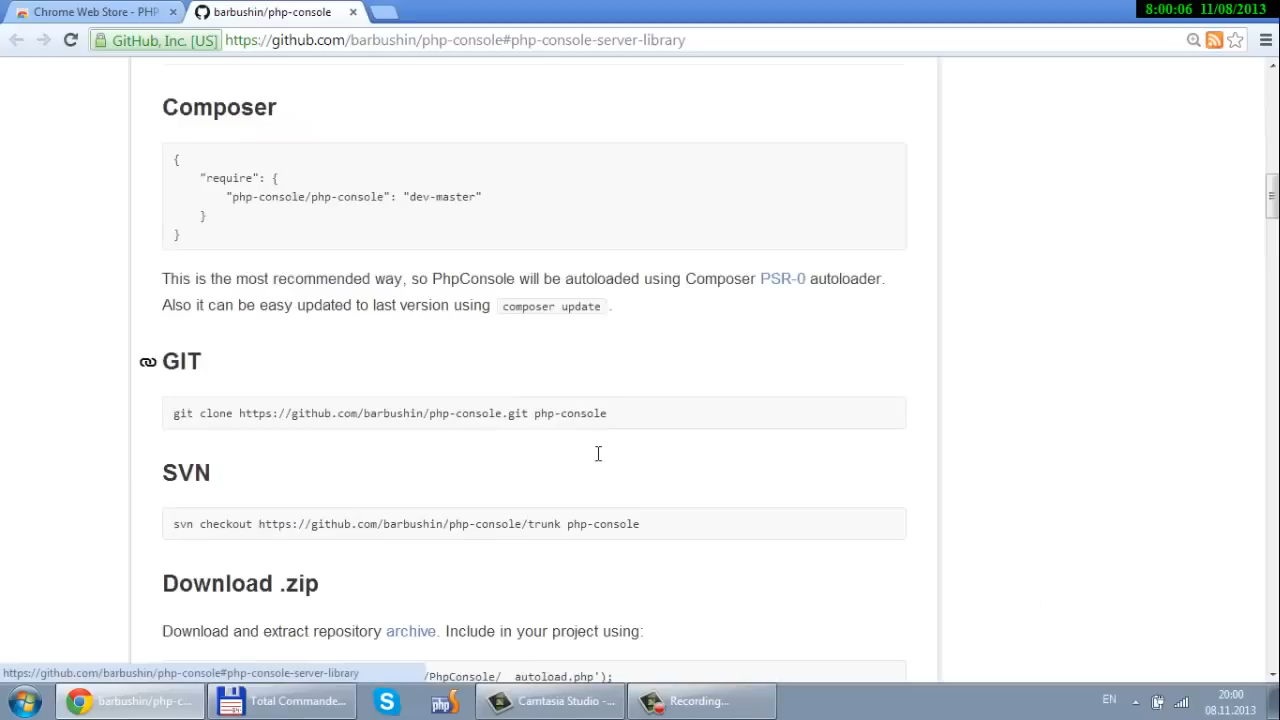 Chrome Web Store - PHP
barbushin/php-console
8:00:06 11/08/2013
GitHub, Inc. [US]
https://github.com/barbushin/php-console#php-console-server-library
Composer
{
"require": {
"php-console/php-console": "dev-master"
}
}
This is the most recommended way, so PhpConsole will be autoloaded using Composer PSR-0 autoloader.
Also it can be easy updated to last version using composer update .
GIT
git clone https://github.com/barbushin/php-console.git php-console
SVN
svn checkout https://github.com/barbushin/php-console/trunk php-console
Download .zip
Download and extract repository archive. Include in your project using:
/PhpConsole/__autoload.php');
https://github.com/barbushin/php-console#php-console-server-library
barbushin/php-c...
Total Commande...
php
Camtasia Studio -...
Recording...
EN
20:00
08.11.2013